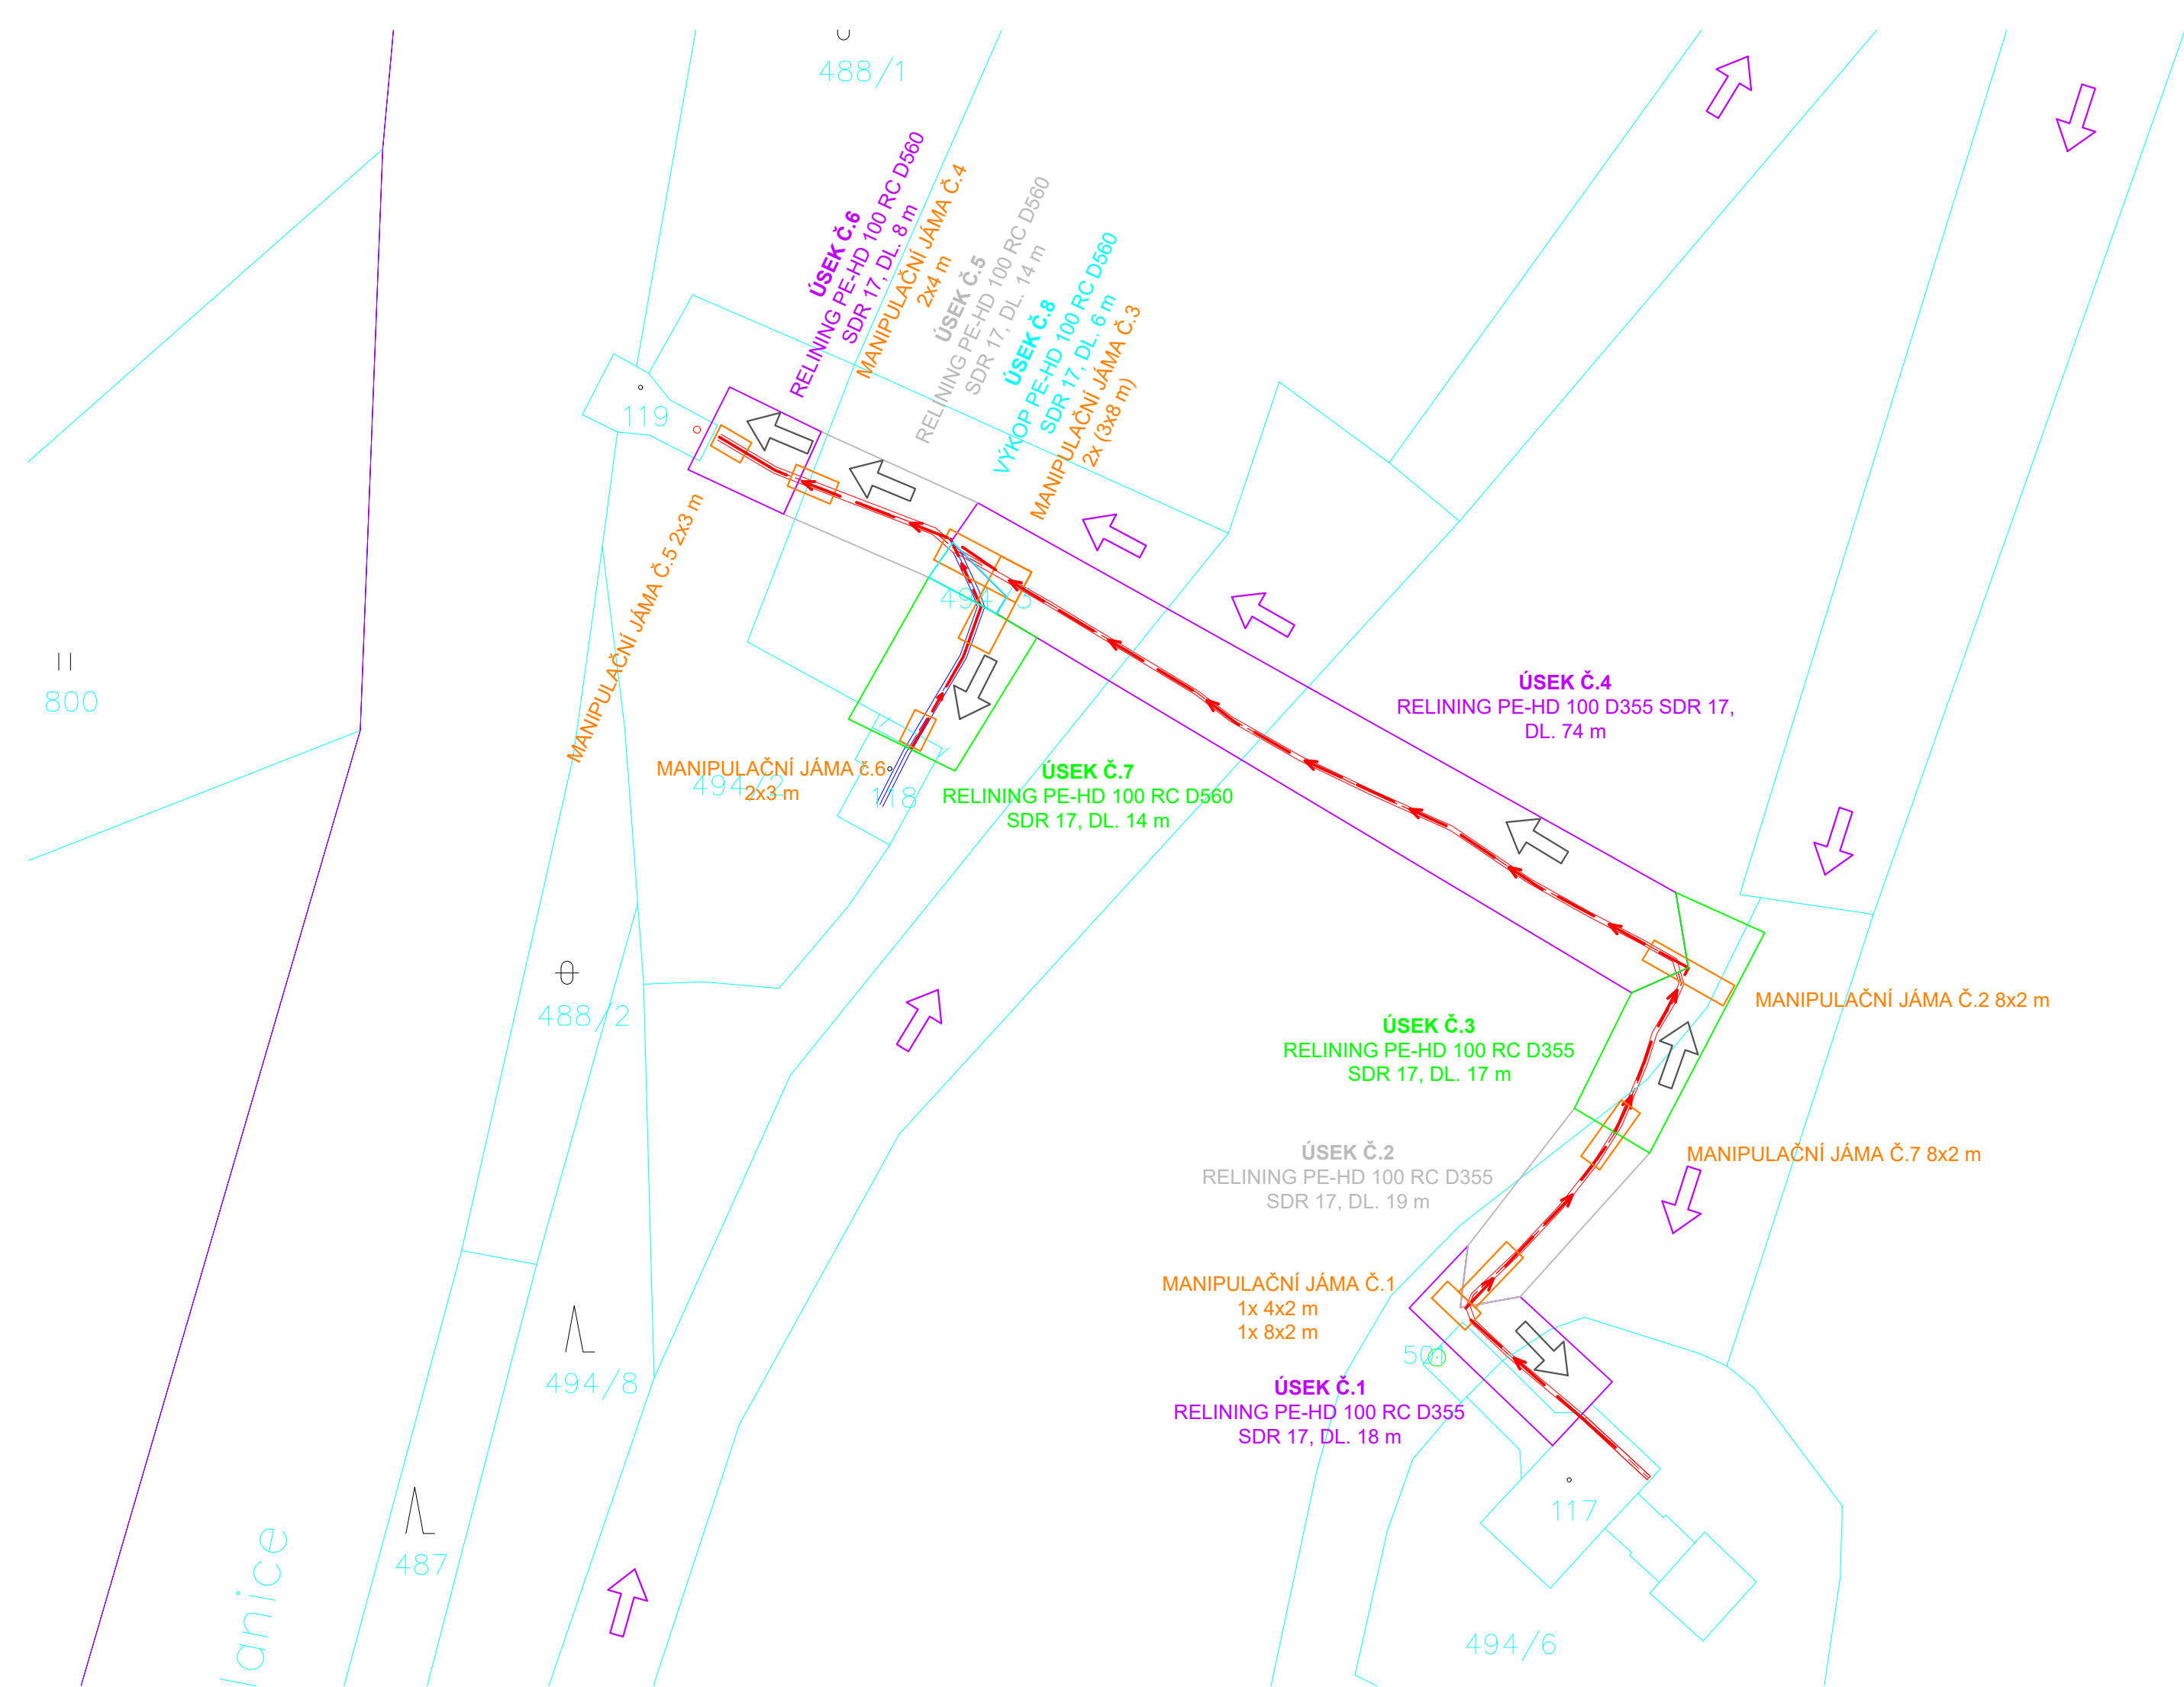 488/1
ÚSEK Č.6
RELINING PE-HD 100 RC D560
SDR 17, DL. 8 m
MANIPULAČNÍ JÁMA Č.4
2x4 m
ÚSEK Č.5
RELINING PE-HD 100 RC D560
SDR 17, DL. 14 m
ÚSEK Č.8
VÝKOP PE-HD 100 RC D560
SDR 17, DL. 6 m
MANIPULAČNÍ JÁMA Č.3
2x (3x8 m)
119
MANIPULAČNÍ JÁMA Č.5 2x3 m
800
ÚSEK Č.4
RELINING PE-HD 100 D355 SDR 17,
DL. 74 m
MANIPULAČNÍ JÁMA č.6
2x3 m
494/2
118
ÚSEK Č.7
RELINING PE-HD 100 RC D560
SDR 17, DL. 14 m
488/2
MANIPULAČNÍ JÁMA Č.2 8x2 m
ÚSEK Č.3
RELINING PE-HD 100 RC D355
SDR 17, DL. 17 m
MANIPULAČNÍ JÁMA Č.7 8x2 m
ÚSEK Č.2
RELINING PE-HD 100 RC D355
SDR 17, DL. 19 m
MANIPULAČNÍ JÁMA Č.1
1x 4x2 m
1x 8x2 m
494/8
ÚSEK Č.1
RELINING PE-HD 100 RC D355
SDR 17, DL. 18 m
117
487
lanice
494/6